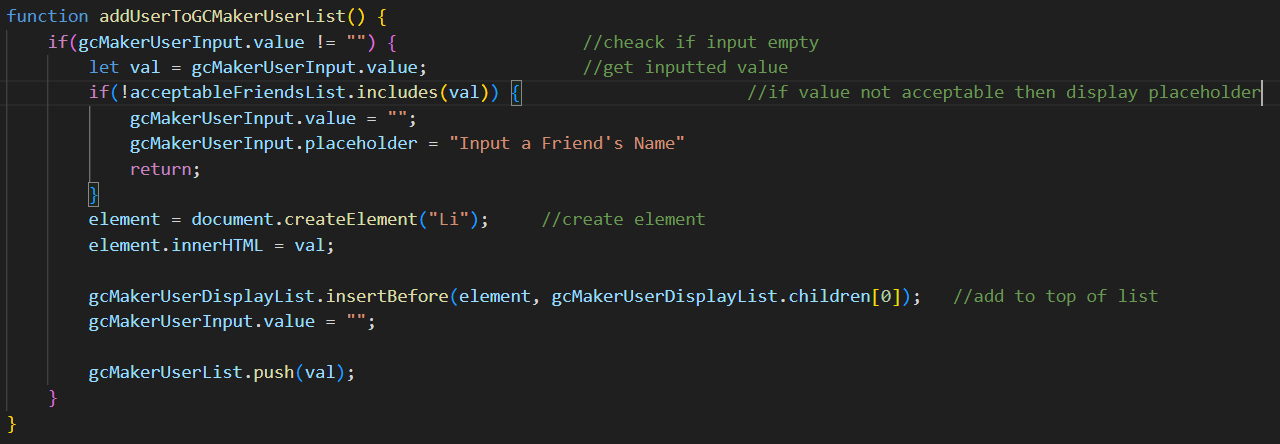 function addUserToGCMakerUserList() {
    if(gcMakerUserInput.value != "") {                  //cheack if input empty
        let val = gcMakerUserInput.value;               //get inputted value
        if(!acceptableFriendsList.includes(val)) {                      //if value not acceptable then display placeholder
            gcMakerUserInput.value = "";
            gcMakerUserInput.placeholder = "Input a Friend's Name"
            return;
        }
        element = document.createElement("Li");     //create element
        element.innerHTML = val;

        gcMakerUserDisplayList.insertBefore(element, gcMakerUserDisplayList.children[0]);   //add to top of list
        gcMakerUserInput.value = "";

        gcMakerUserList.push(val);
    }
}